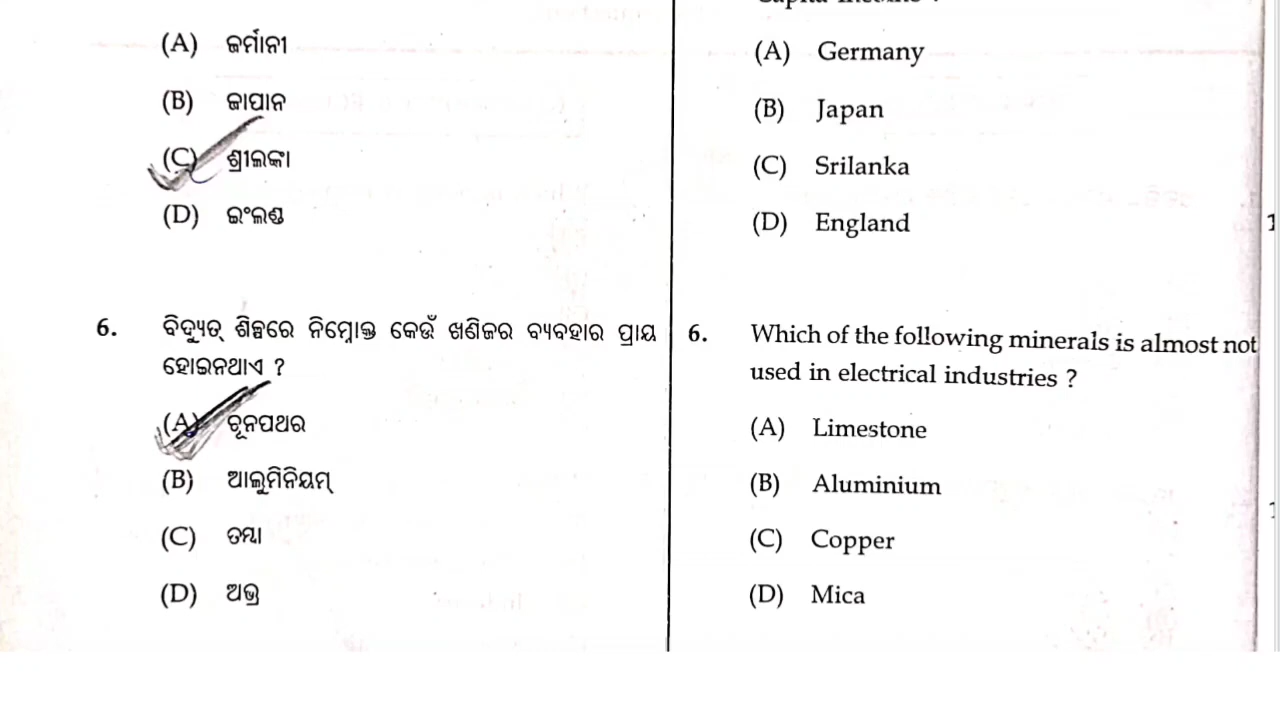 (A) ଜର୍ମାନୀ
(B) ଜାପାନ
(C) ଶ୍ରୀଲଙ୍କା
(D) ଇଂଲଣ୍ଡ
6. ବିଦ୍ୟୁତ୍ ଶିଳ୍ପରେ ନିମ୍ନୋକ୍ତ କେଉଁ ଖଣିଜର ବ୍ୟବହାର ପ୍ରାୟ
ହୋଇନଥାଏ ?
(A) ଚୂନପଥର
(B) ଆଲୁମିନିୟମ୍
(C) ତମ୍ବା
(D) ଅଭ୍ର
(A) Germany
(B) Japan
(C) Srilanka
(D) England
6. Which of the following minerals is almost not
used in electrical industries ?
(A) Limestone
(B) Aluminium
(C) Copper
(D) Mica